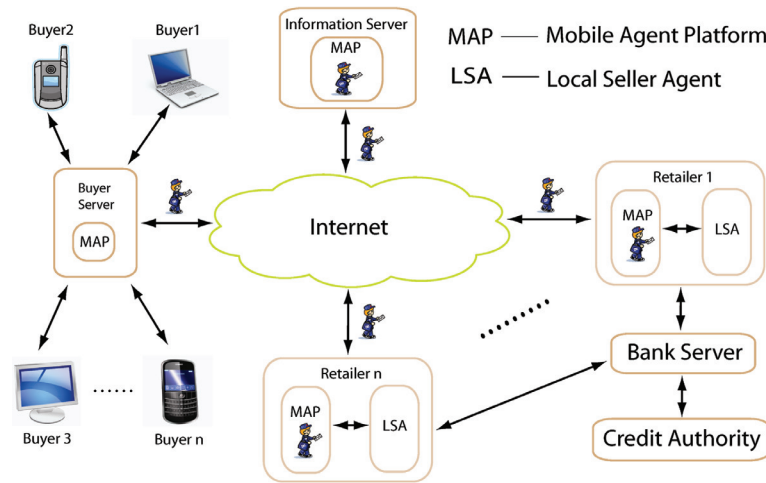 Buyer2
Buyer1
Information Server
MAP
MAP — Mobile Agent Platform
LSA — Local Seller Agent
Buyer
Server
MAP
Internet
Retailer 1
MAP
LSA
Bank Server
Credit Authority
Retailer n
MAP
LSA
Buyer 3
......
Buyer n